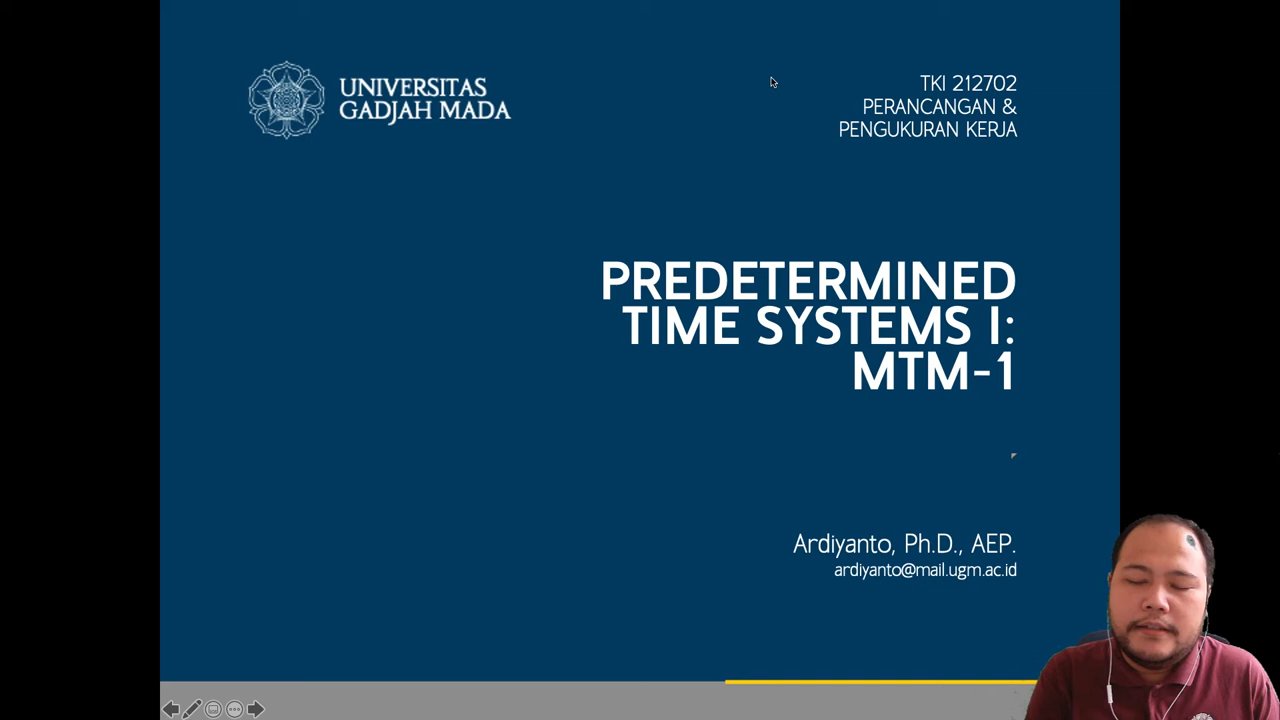 UNIVERSITAS
GADJAH MADA
TKI 212702
PERANCANGAN &
PENGUKURAN KERJA
PREDETERMINED
TIME SYSTEMS I:
MTM-1
Ardiyanto, Ph.D., AEP.
ardiyanto@mail.ugm.ac.id